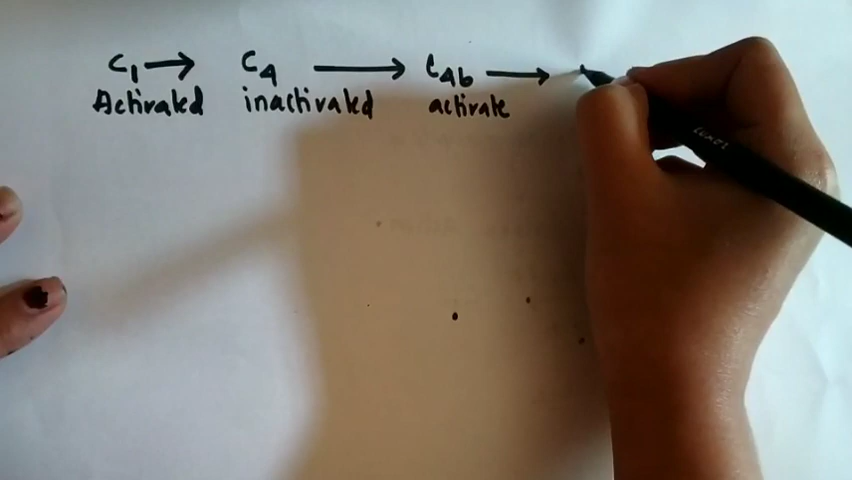 C1 → C4 → C4b →
Activated inactivated activate